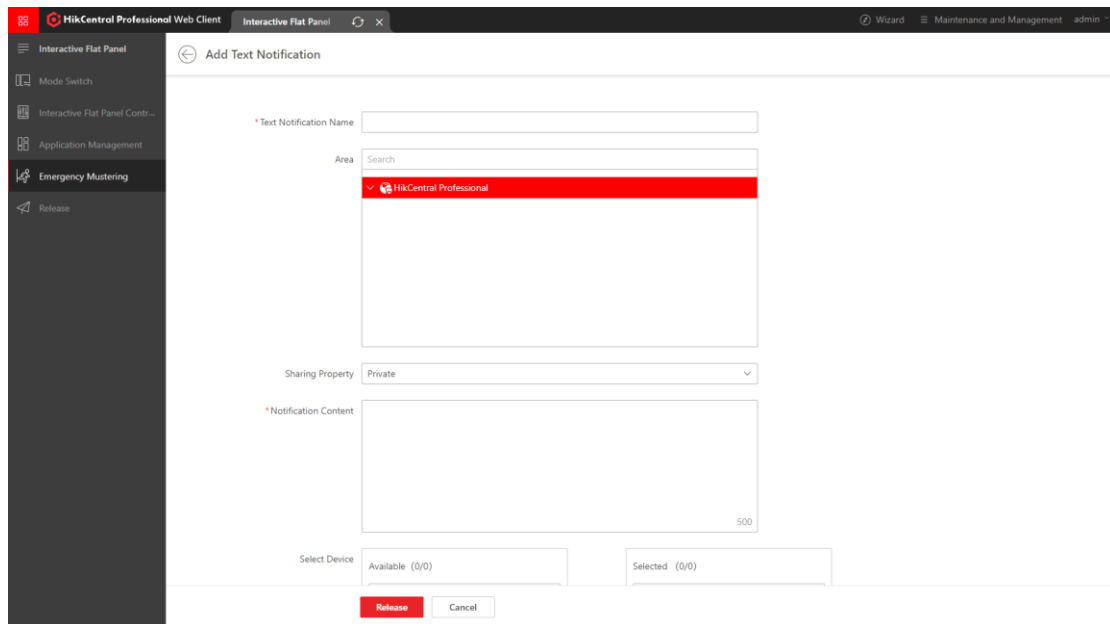 HikCentral Professional Web Client
Interactive Flat Panel
Wizard
Maintenance and Management
admin
Interactive Flat Panel
Mode Switch
Interactive Flat Panel Contr...
Application Management
Emergency Mustering
Release
Add Text Notification
*Text Notification Name
Area
Search
HikCentral Professional
Sharing Property
Private
*Notification Content
500
Select Device
Available (0/0)
Selected (0/0)
Release
Cancel